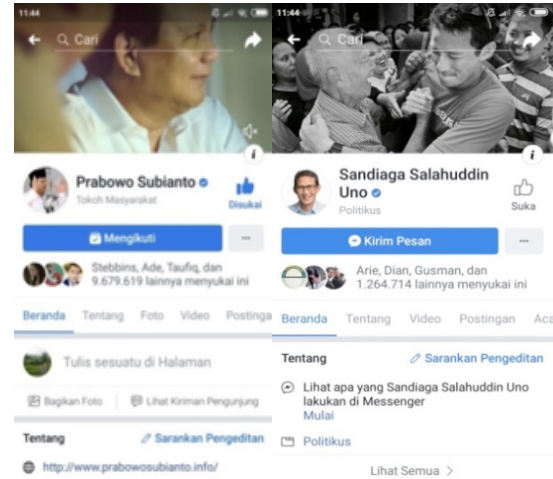 11:44
Cari
Prabowo Subianto
Tokoh Masyarakat
Disukai
Mengikuti
Stebbins, Ade, Taufiq, dan
9.679.619 lainnya menyukai ini
Beranda Tentang Foto Video Postinga
Tulis sesuatu di Halaman
Bagikan Foto Lihat Kiriman Pengunjung
Tentang Sarankan Pengeditan
http://www.prabowosubianto.info/
11:44
Cari
Sandiaga Salahuddin
Uno
Politikus
Suka
Kirim Pesan
Arie, Dian, Gusman, dan
1.264.714 lainnya menyukai ini
Beranda Tentang Video Postingan Aca
Tentang Sarankan Pengeditan
Lihat apa yang Sandiaga Salahuddin Uno
lakukan di Messenger
Mulai
Politikus
Lihat Semua